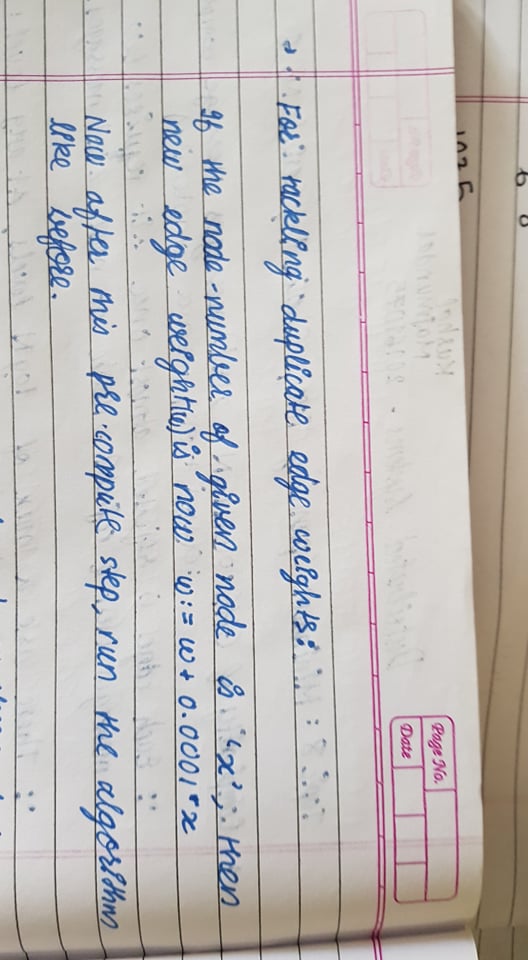 Page No.
Date
→ For tackling duplicate edge weights:
If the node-number of given node is 'x', then
new edge weight(w) is now w:= w + 0.0001*x
Now after this pre-compute step, run the algorithm
like before.